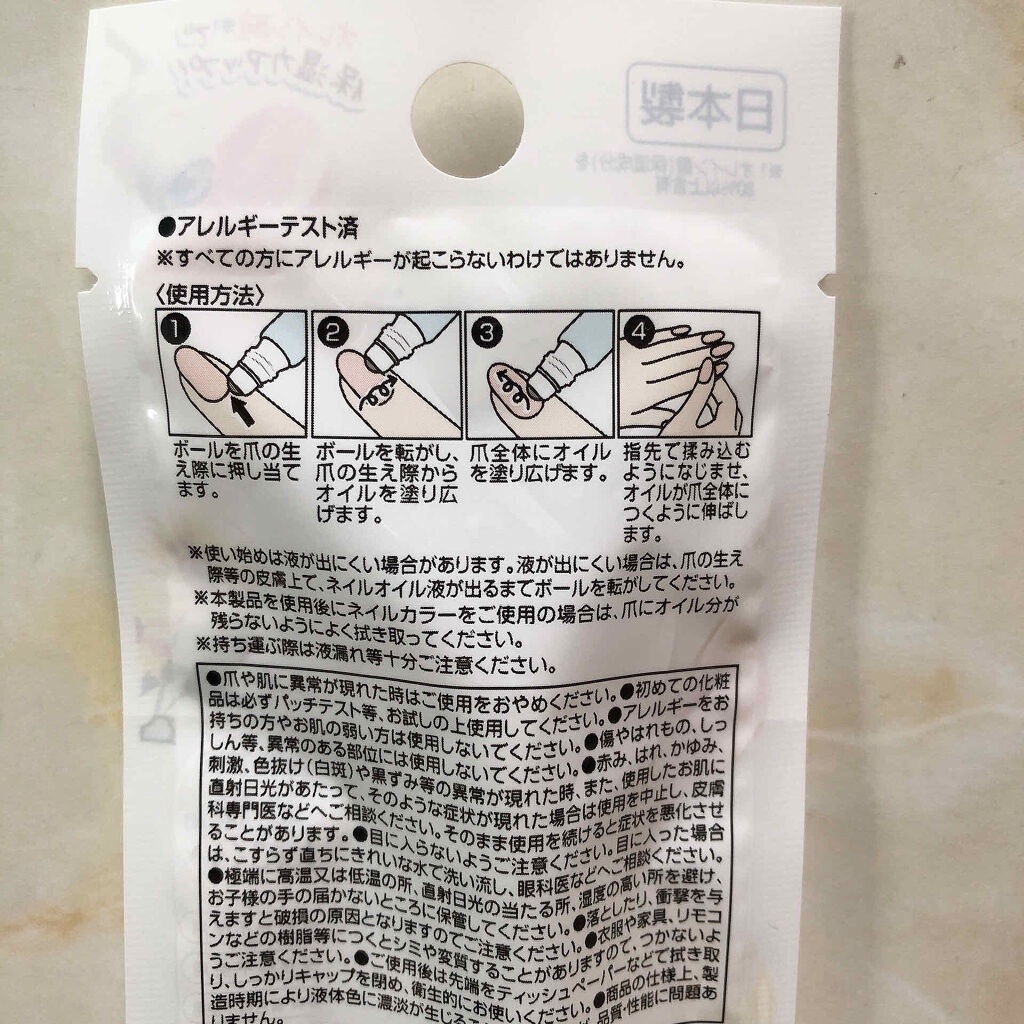 日本製
保湿力アップ!
●アレルギーテスト済
※すべての方にアレルギーが起こらないわけではありません。
〈使用方法〉
1
2
3
4
ボールを爪の生
え際に押し当て
ます。
ボールを転がし、
爪の生え際から
オイルを塗り広
げます。
爪全体にオイル
を塗り広げます。
指先で揉み込む
ようになじませ、
オイルが爪全体に
つくように伸ばし
ます。
※使い始めは液が出にくい場合があります。液が出にくい場合は、爪の生え
際等の皮膚上で、ネイルオイル液が出るまでボールを転がしてください。
※本製品を使用後にネイルカラーをご使用の場合は、爪にオイル分が
残らないようによく拭き取ってください。
※持ち運ぶ際は液漏れ等十分ご注意ください。
●爪や肌に異常が現れた時はご使用をおやめください。●初めての化粧
品は必ずパッチテスト等、お試しの上使用してください。●アレルギーをお
持ちの方やお肌の弱い方は使用しないでください。●傷やはれもの、しっ
しん等、異常のある部位には使用しないでください。●赤み、はれ、かゆみ、
刺激、色抜け(白斑)や黒ずみ等の異常が現れた時、また、使用したお肌に
直射日光があたって、そのような症状が現れた場合は使用を中止し、皮膚
科専門医などへご相談ください。そのまま使用を続けると症状を悪化させ
ることがあります。●目に入らないようご注意ください。目に入った場合
は、こすらず直ちにきれいな水で洗い流し、眼科医などへご相談ください。
●極端に高温又は低温の所、直射日光の当たる所、湿度の高い所を避け、
お子様の手の届かないところに保管してください。●落としたり、衝撃を与
えますと破損の原因となりますのでご注意ください。●衣服や家具、リモコ
ンなどの樹脂等につくとシミや変質することがありますので、つかないよ
うご注意ください。●ご使用後は先端をティッシュペーパーなどで拭き取
り、しっかりキャップを閉め、衛生的にお使いください。●商品の仕様上、製
造時期により液体色に濃淡が生じること 品質・性能に問題あ
りません。